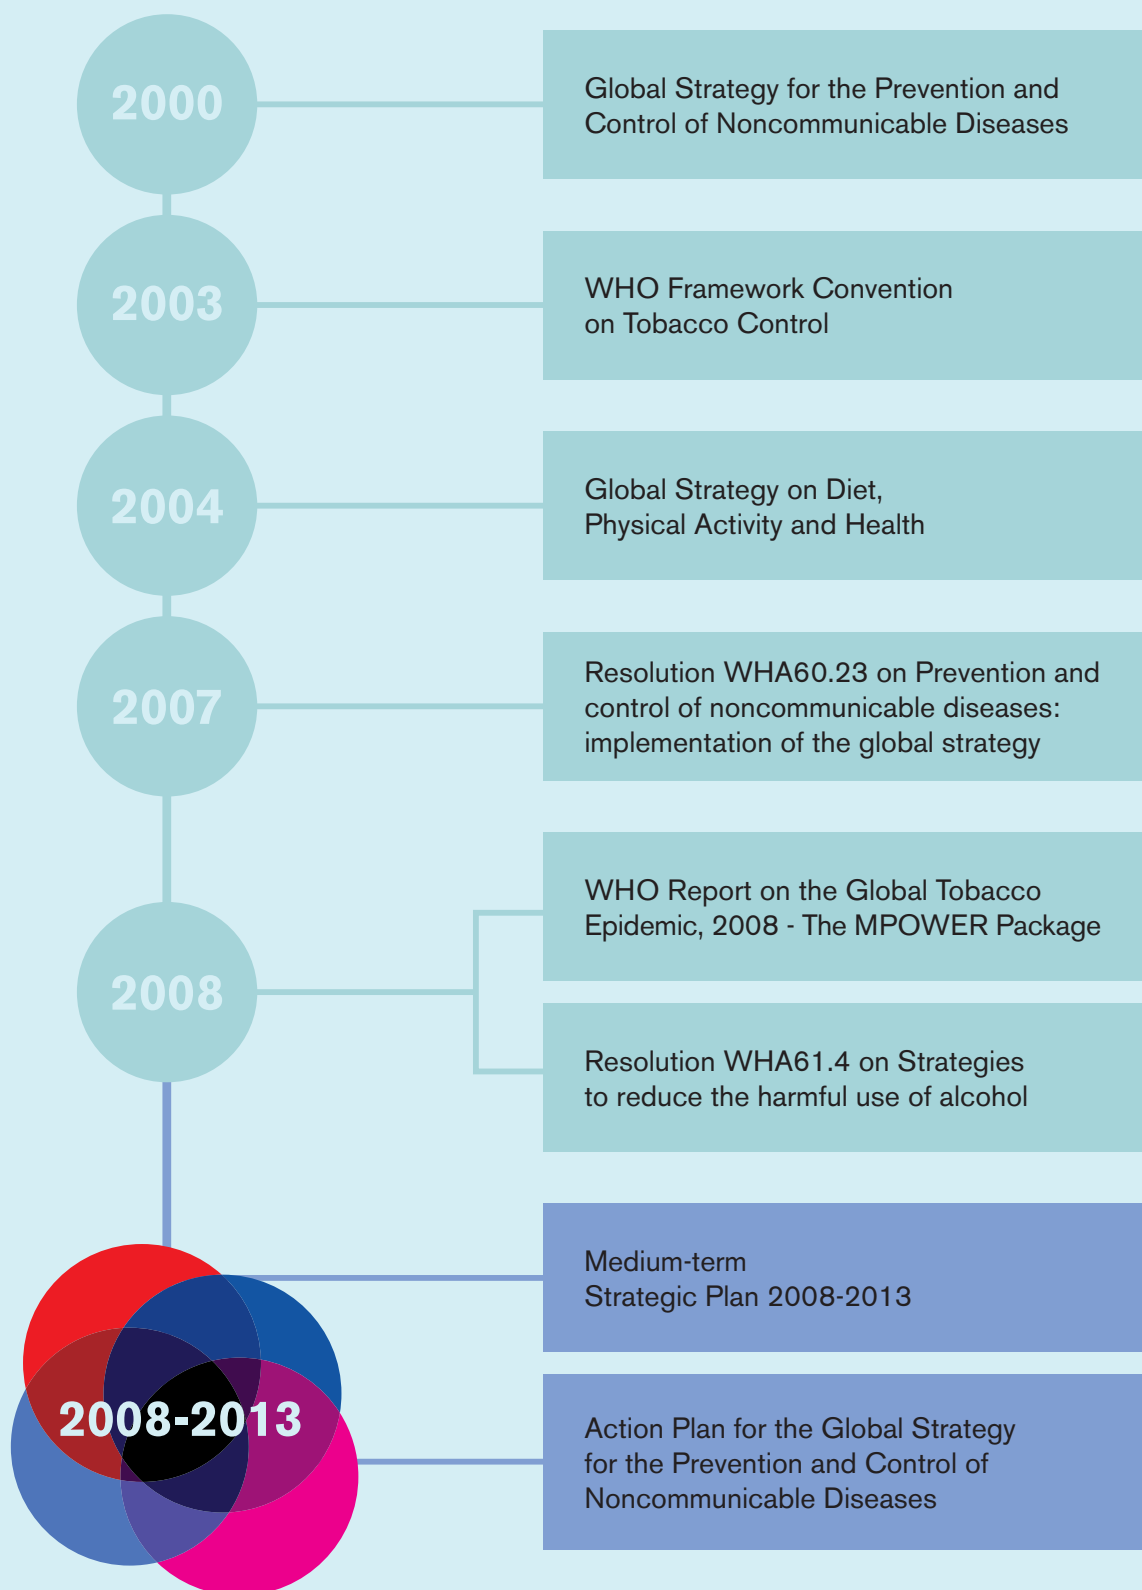 2000
Global Strategy for the Prevention and
Control of Noncommunicable Diseases
2003
WHO Framework Convention
on Tobacco Control
2004
Global Strategy on Diet,
Physical Activity and Health
2007
Resolution WHA60.23 on Prevention and
control of noncommunicable diseases:
implementation of the global strategy
2008
WHO Report on the Global Tobacco
Epidemic, 2008 - The MPOWER Package
Resolution WHA61.4 on Strategies
to reduce the harmful use of alcohol
2008-2013
Medium-term
Strategic Plan 2008-2013
Action Plan for the Global Strategy
for the Prevention and Control of
Noncommunicable Diseases